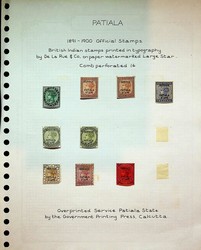 PATIALA
1891-1900 Official Stamps
British Indian stamps printed in typography
by De La Rue & Co. on paper watermarked Large Star.
Comb perforated 14
Overprinted Service Patiala State
by the Government Printing Press, Calcutta.